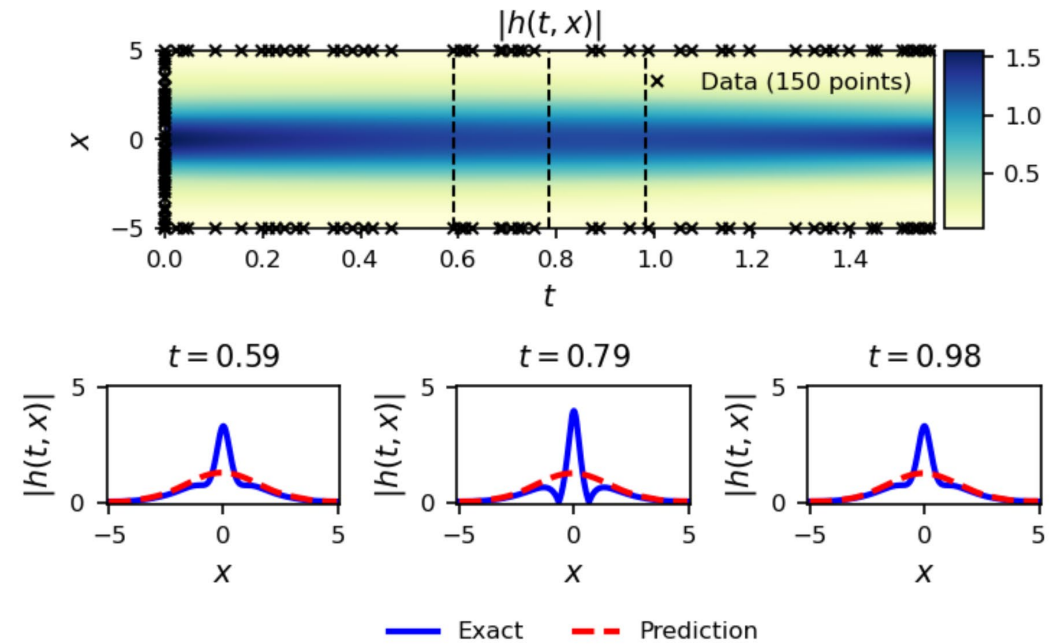 |h(t, x)|
5
0
−5
x
Data (150 points)
1.5
1.0
0.5
0.0 0.2 0.4 0.6 0.8 1.0 1.2 1.4
t
t = 0.59 t = 0.79 t = 0.98
|h(t, x)| |h(t, x)| |h(t, x)|
5 5 5
0 0 0
−5 0 5 −5 0 5 −5 0 5
x x x
Exact Prediction